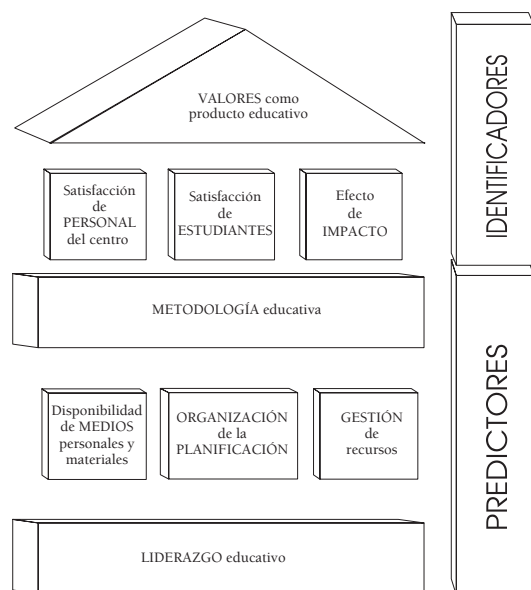 VALORES como
producto educativo
Satisfacción
de
PERSONAL
del centro
Satisfacción
de
ESTUDIANTES
Efecto
de
IMPACTO
METODOLOGÍA educativa
Disponibilidad
de MEDIOS
personales y
materiales
ORGANIZACIÓN
de la
PLANIFICACIÓN
GESTIÓN
de
recursos
LIDERAZGO educativo
IDENTIFICADORES
PREDICTORES